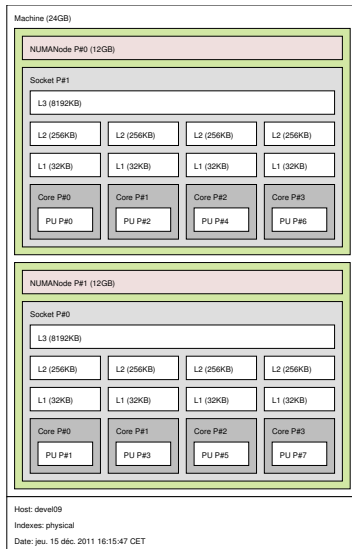 Machine (24GB)
NUMANode P#0 (12GB)
Socket P#1
L3 (8192KB)
L2 (256KB) L2 (256KB) L2 (256KB) L2 (256KB)
L1 (32KB) L1 (32KB) L1 (32KB) L1 (32KB)
Core P#0 Core P#1 Core P#2 Core P#3
PU P#0 PU P#2 PU P#4 PU P#6
NUMANode P#1 (12GB)
Socket P#0
L3 (8192KB)
L2 (256KB) L2 (256KB) L2 (256KB) L2 (256KB)
L1 (32KB) L1 (32KB) L1 (32KB) L1 (32KB)
Core P#0 Core P#1 Core P#2 Core P#3
PU P#1 PU P#3 PU P#5 PU P#7
Host: devel09
Indexes: physical
Date: jeu. 15 déc. 2011 16:15:47 CET